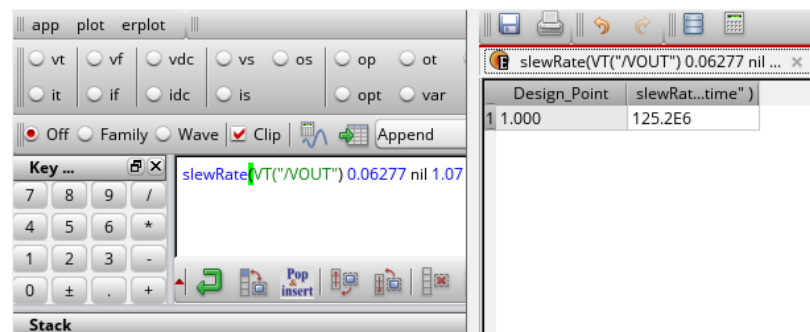 app plot erplot
vt vf vdc vs os op ot
it if idc is opt var
Off Family Wave Clip Append
Key ...
7 8 9 /
4 5 6 *
1 2 3 -
0 ± . +
slewRate(VT("/VOUT") 0.06277 nil 1.07
Pop
&
insert
Stack
slewRate(VT("/VOUT") 0.06277 nil ... ×
Design_Point slewRat...time" )
1 1.000 125.2E6